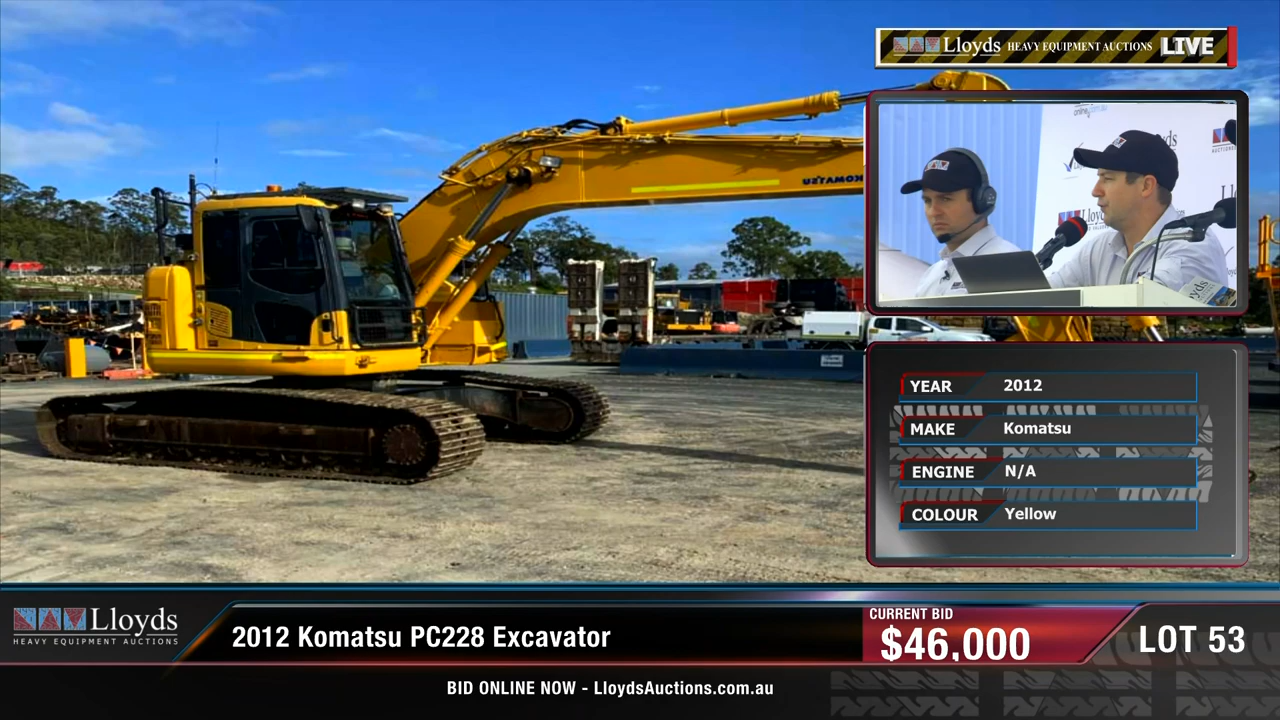 Lloyds HEAVY EQUIPMENT AUCTIONS LIVE
KOMATSU
Lloyds
YEAR 2012
MAKE Komatsu
ENGINE N/A
COLOUR Yellow
Lloyds
HEAVY EQUIPMENT AUCTIONS
2012 Komatsu PC228 Excavator
CURRENT BID
$46,000
LOT 53
BID ONLINE NOW - LloydsAuctions.com.au